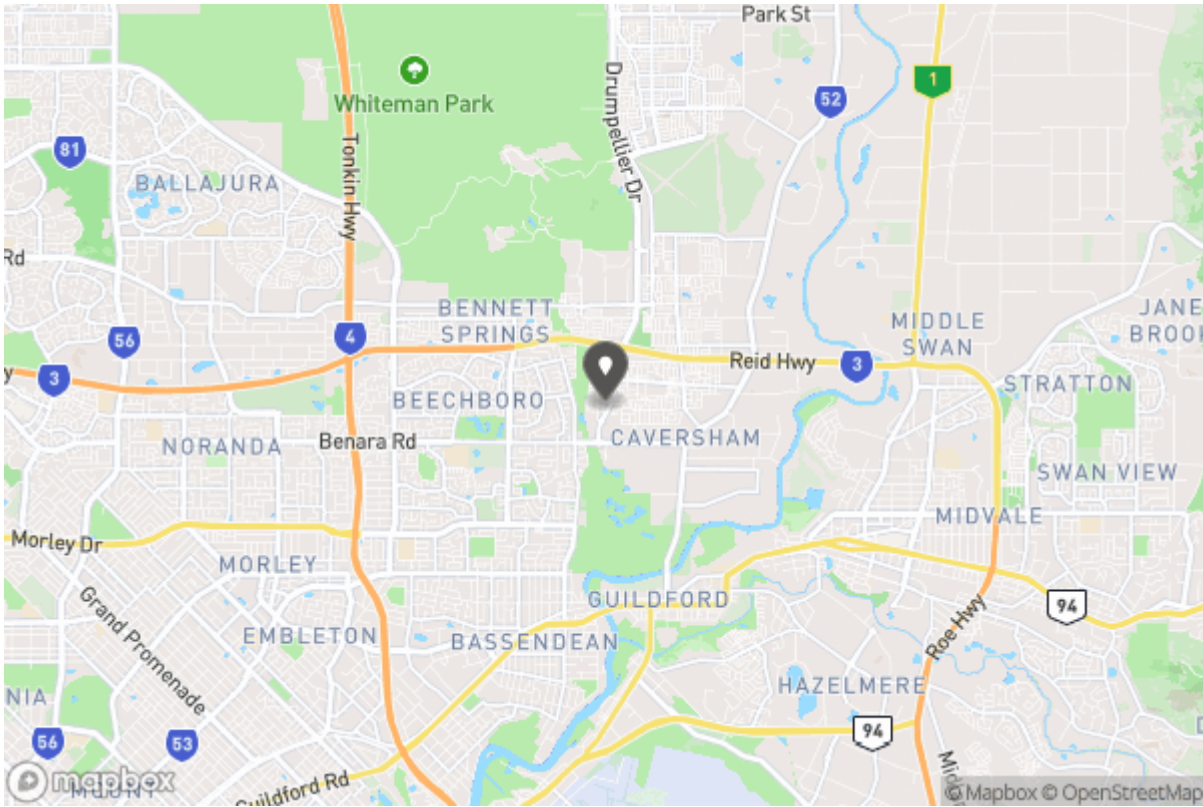 Park St
1
Whiteman Park
52
Drumpellier Dr
Tonkin Hwy
81
BALLAJURA
Rd
BENNETT
SPRINGS
JANE
BROOK
MIDDLE
SWAN
56
4
Reid Hwy
3
3
STRATTON
BEECHBORO
NORANDA
Benara Rd
CAVERSHAM
SWAN VIEW
MIDVALE
Morley Dr
MORLEY
GUILDFORD
94
Grand Promenade
EMBLETON
BASSENDEAN
Roe Hwy
HAZELMERE
NIA
56
53
94
mapbox
MOUNT
Guildford Rd
Mid
© Mapbox © OpenStreetMap